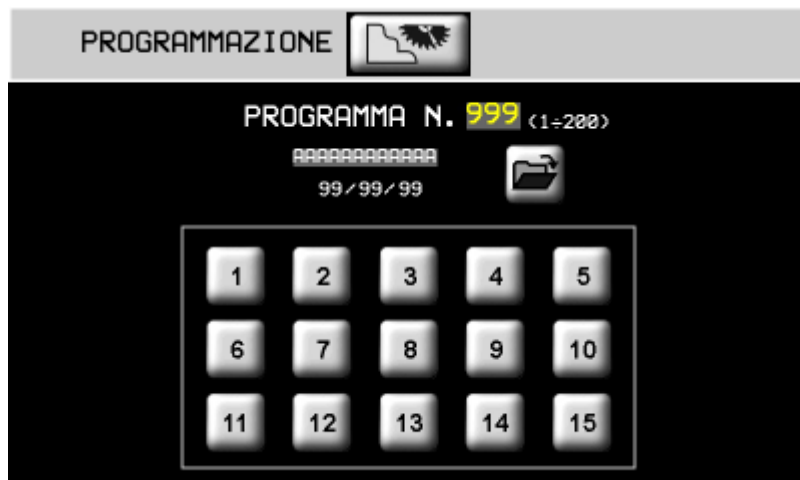 PROGRAMMAZIONE
PROGRAMMA N. 999 (1÷200)
AAAAAAAAAAAA
99/99/99
1 2 3 4 5
6 7 8 9 10
11 12 13 14 15